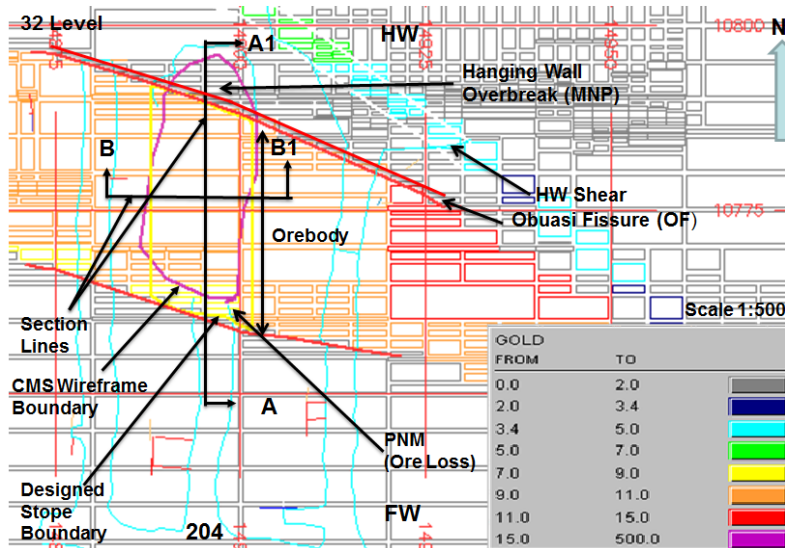 32 Level
A1
HW
10800
N
14925
14950
Hanging Wall
Overbreak (MNP)
B
B1
HW Shear
Obuasi Fissure (OF)
10775
Orebody
Section
Lines
Scale 1:500
CMS Wireframe
Boundary
A
PNM
(Ore Loss)
Designed
Stope
Boundary
204
FW
GOLD
FROM TO
0.0 2.0
2.0 3.4
3.4 5.0
5.0 7.0
7.0 9.0
9.0 11.0
11.0 15.0
15.0 500.0